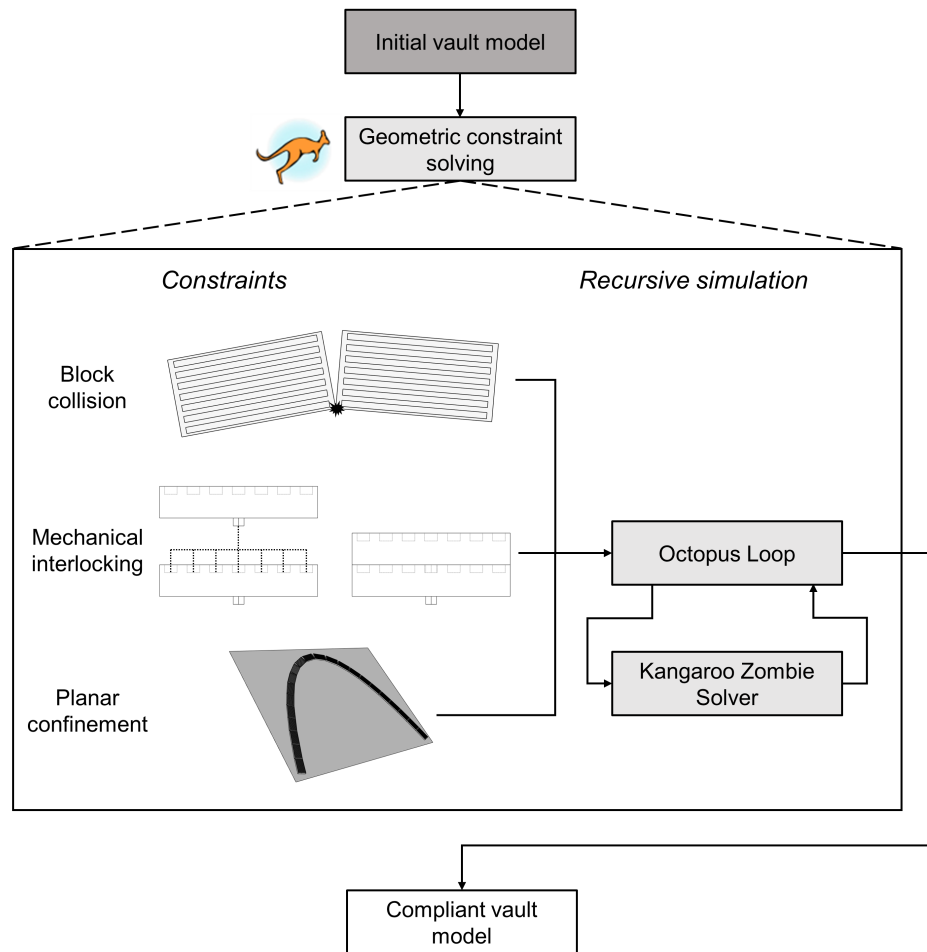 Initial vault model
Geometric constraint
solving
Constraints
Recursive simulation
Block
collision
Mechanical
interlocking
Octopus Loop
Kangaroo Zombie
Solver
Planar
confinement
Compliant vault
model